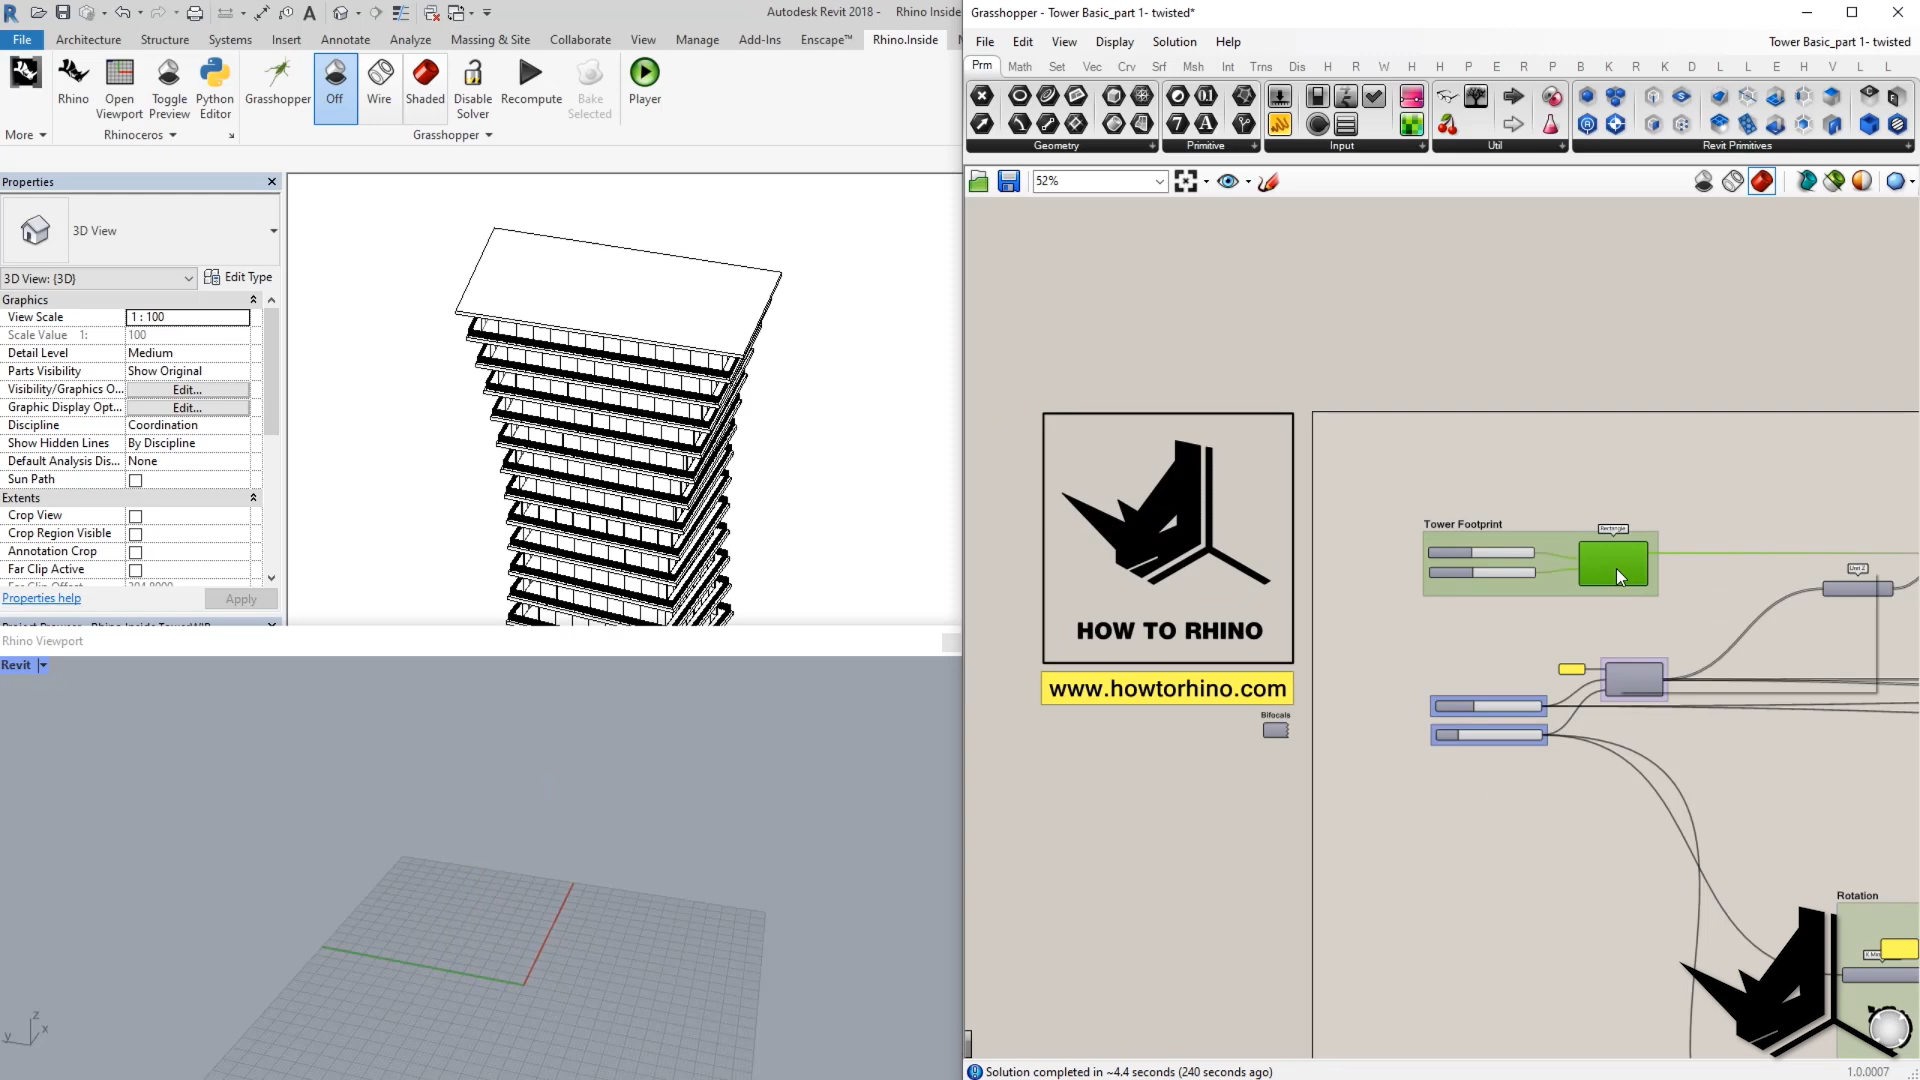 Autodesk Revit 2018 - Rhino Inside
File Architecture Structure Systems Insert Annotate Analyze Massing & Site Collaborate View Manage Add-Ins Enscape™ Rhino.Inside
Rhino
Open Viewport
Toggle Preview
Python Editor
Grasshopper
Off
Wire
Shaded
Disable Solver
Recompute
Bake Selected
Player
More
Rhinoceros
Grasshopper
Properties
3D View
3D View: {3D}
Edit Type
Graphics
View Scale 1 : 100
Scale Value 1: 100
Detail Level Medium
Parts Visibility Show Original
Visibility/Graphics O... Edit...
Graphic Display Opt... Edit...
Discipline Coordination
Show Hidden Lines By Discipline
Default Analysis Dis... None
Sun Path
Extents
Crop View
Crop Region Visible
Annotation Crop
Far Clip Active
Properties help
Apply
Rhino Viewport
Revit
z
y
x
Grasshopper - Tower Basic_part 1- twisted*
File Edit View Display Solution Help
Tower Basic_part 1- twisted
Prm Math Set Vec Crv Srf Msh Int Trns Dis H R W H H P E R P B K R K D L L E H V L L
Geometry
Primitive
Input
Util
Revit Primitives
52%
HOW TO RHINO
www.howtorhino.com
Bifocals
Tower Footprint
Rectangle
Unit Z
Rotation
Solution completed in ~4.4 seconds (240 seconds ago)
1.0.0007